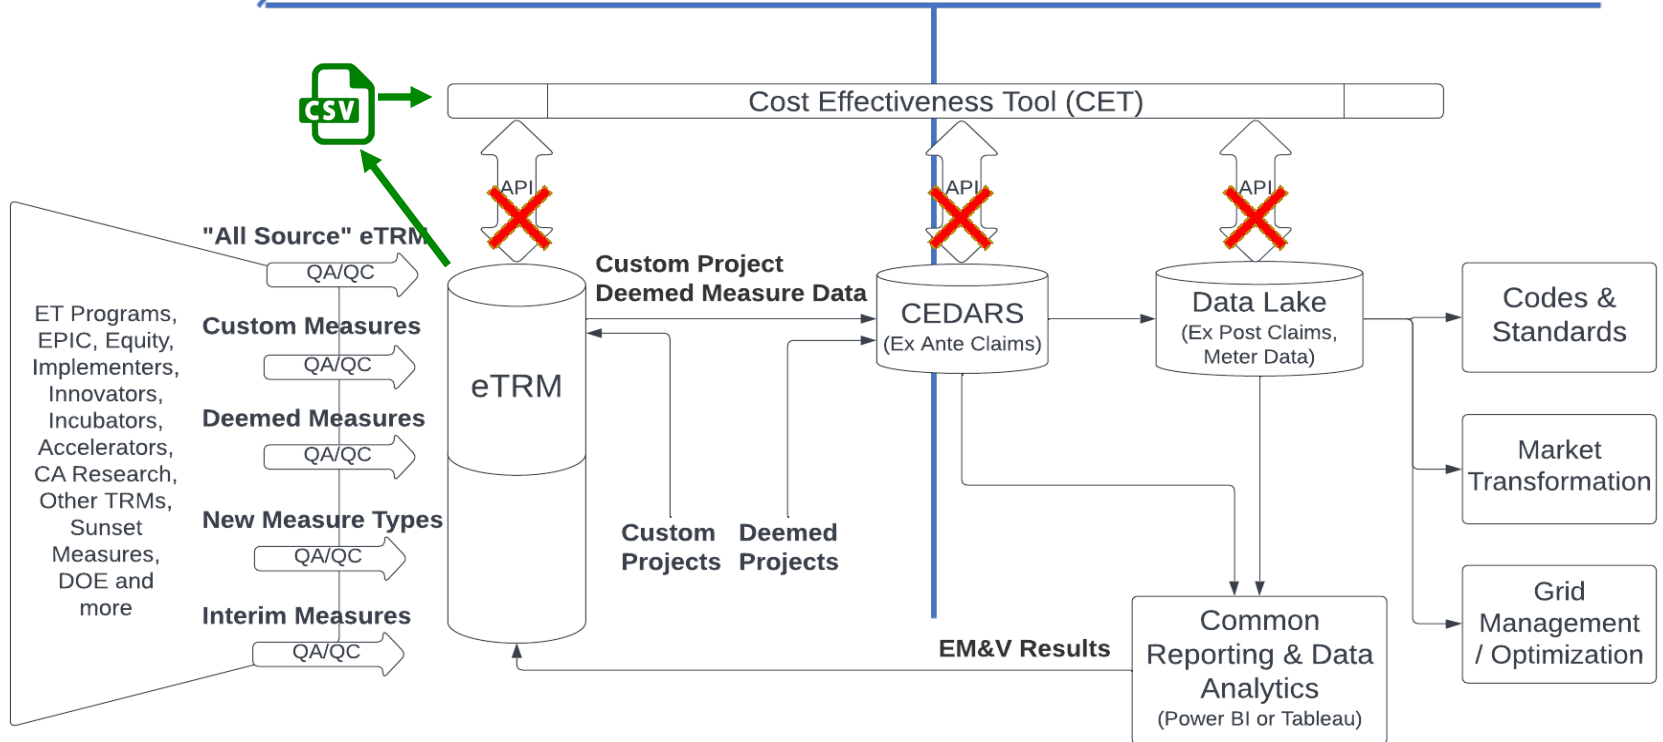 CSV
Cost Effectiveness Tool (CET)
API
API
API
"All Source" eTRM
QA/QC
Custom Measures
QA/QC
Deemed Measures
QA/QC
New Measure Types
QA/QC
Interim Measures
QA/QC
ET Programs,
EPIC, Equity,
Implementers,
Innovators,
Incubators,
Accelerators,
CA Research,
Other TRMs,
Sunset
Measures,
DOE and
more
eTRM
Custom Project
Deemed Measure Data
CEDARS
(Ex Ante Claims)
Data Lake
(Ex Post Claims,
Meter Data)
Codes &
Standards
Market
Transformation
Grid
Management
/ Optimization
Custom
Projects
Deemed
Projects
EM&V Results
Common
Reporting & Data
Analytics
(Power BI or Tableau)